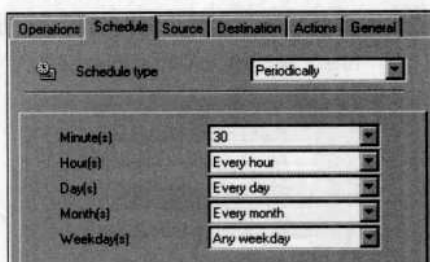 Operations Schedule Source Destination Actions General
Schedule type Periodically
Minute(s) 30
Hour(s) Every hour
Day(s) Every day
Month(s) Every month
Weekday(s) Any weekday